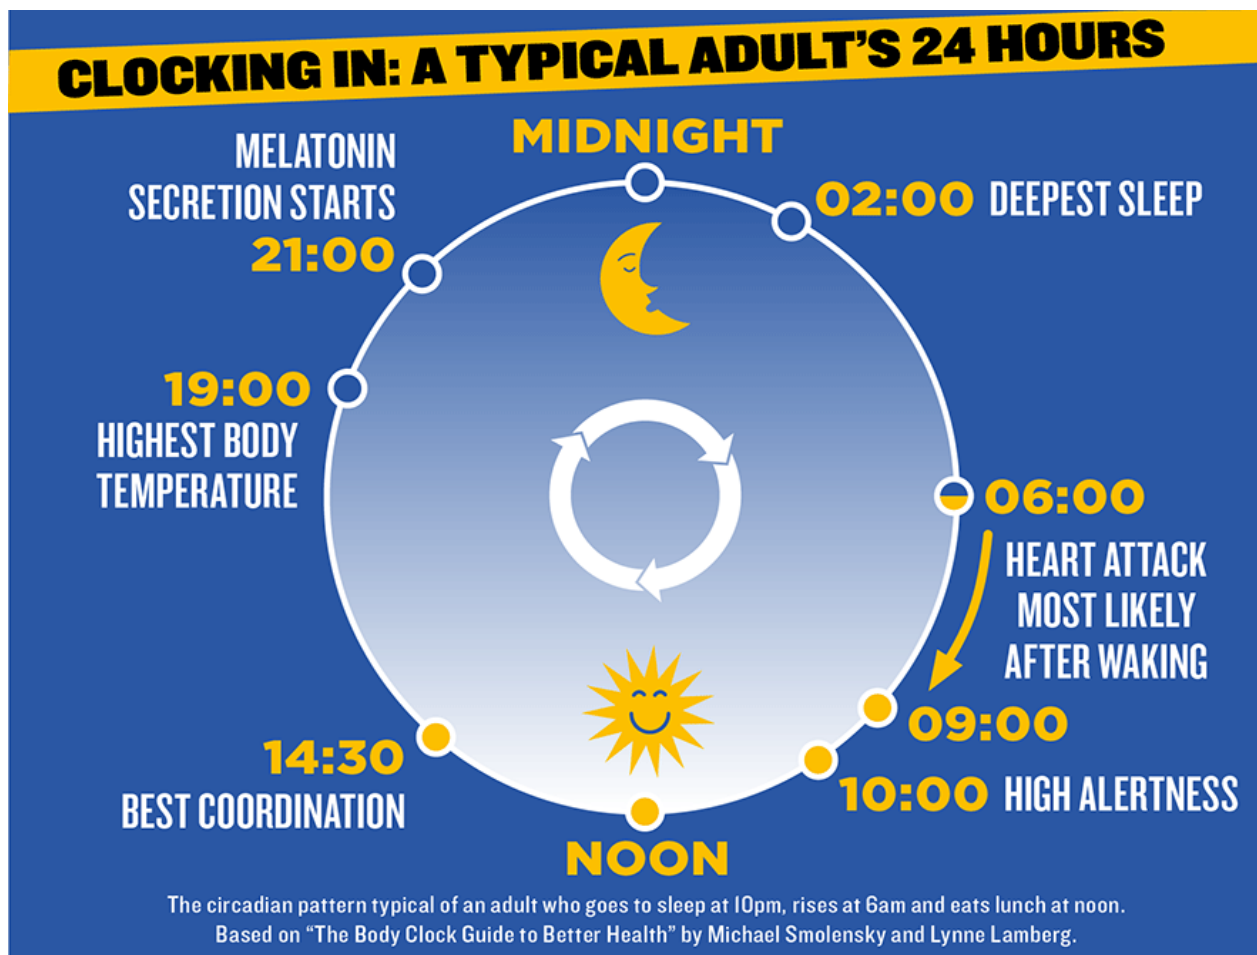 CLOCKING IN: A TYPICAL ADULT'S 24 HOURS
MIDNIGHT
02:00 DEEPEST SLEEP
06:00
HEART ATTACK
MOST LIKELY
AFTER WAKING
09:00
10:00 HIGH ALERTNESS
NOON
14:30
BEST COORDINATION
19:00
HIGHEST BODY
TEMPERATURE
MELATONIN
SECRETION STARTS
21:00
The circadian pattern typical of an adult who goes to sleep at 10pm, rises at 6am and eats lunch at noon.
Based on “The Body Clock Guide to Better Health” by Michael Smolensky and Lynne Lamberg.